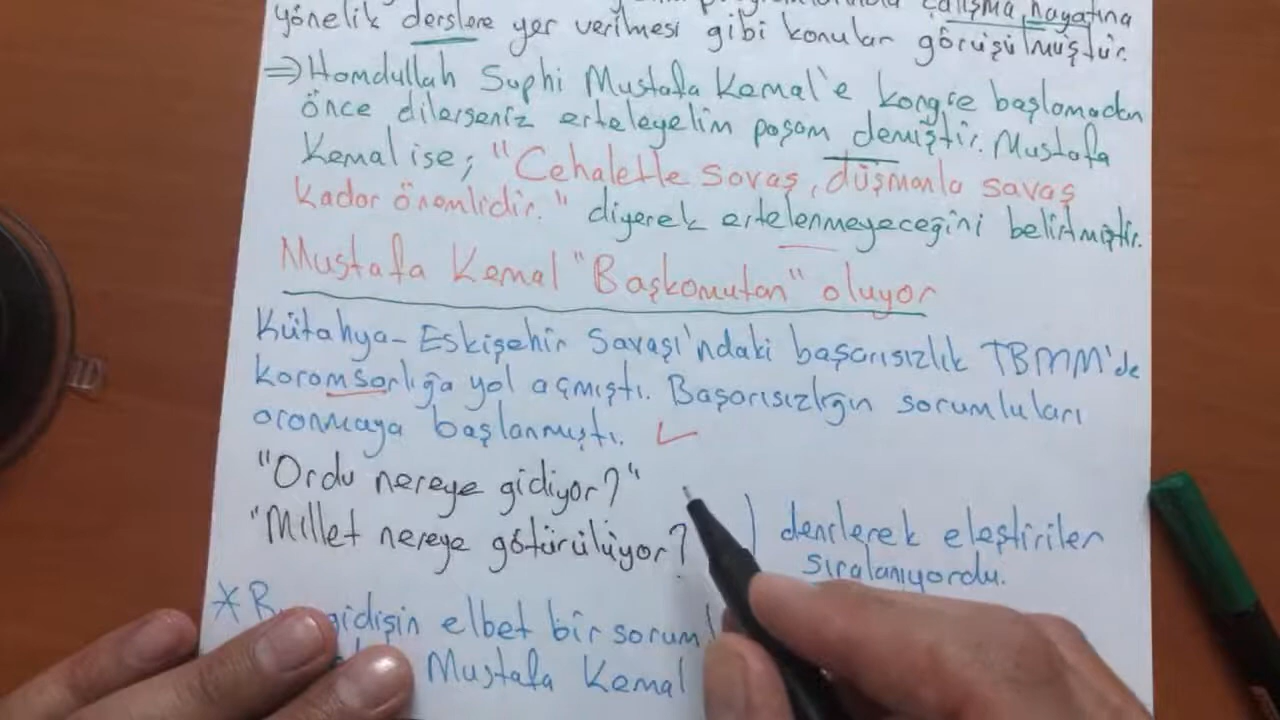 çalışma hayatına
yönelik derslere yer verilmesi gibi konular görüşülmüştür.
⇒ Hamdullah Suphi Mustafa Kemal'e kongre başlamadan
önce dilerseniz erteleyelim paşam demiştir. Mustafa
Kemal ise; "Cehaletle savaş, düşmanla savaş
kadar önemlidir." diyerek ertelenmeyeceğini belirtmiştir.
Mustafa Kemal "Başkomutan" oluyor
Kütahya-Eskişehir Savaşı'ndaki başarısızlık TBMM'de
karamsarlığa yol açmıştı. Başarısızlığın sorumluları
aranmaya başlanmıştı.
"Ordu nereye gidiyor?"
"Millet nereye götürülüyor?
denilerek eleştiriler
sıralanıyordu.
* gidişin elbet bir
Mustafa Kemal